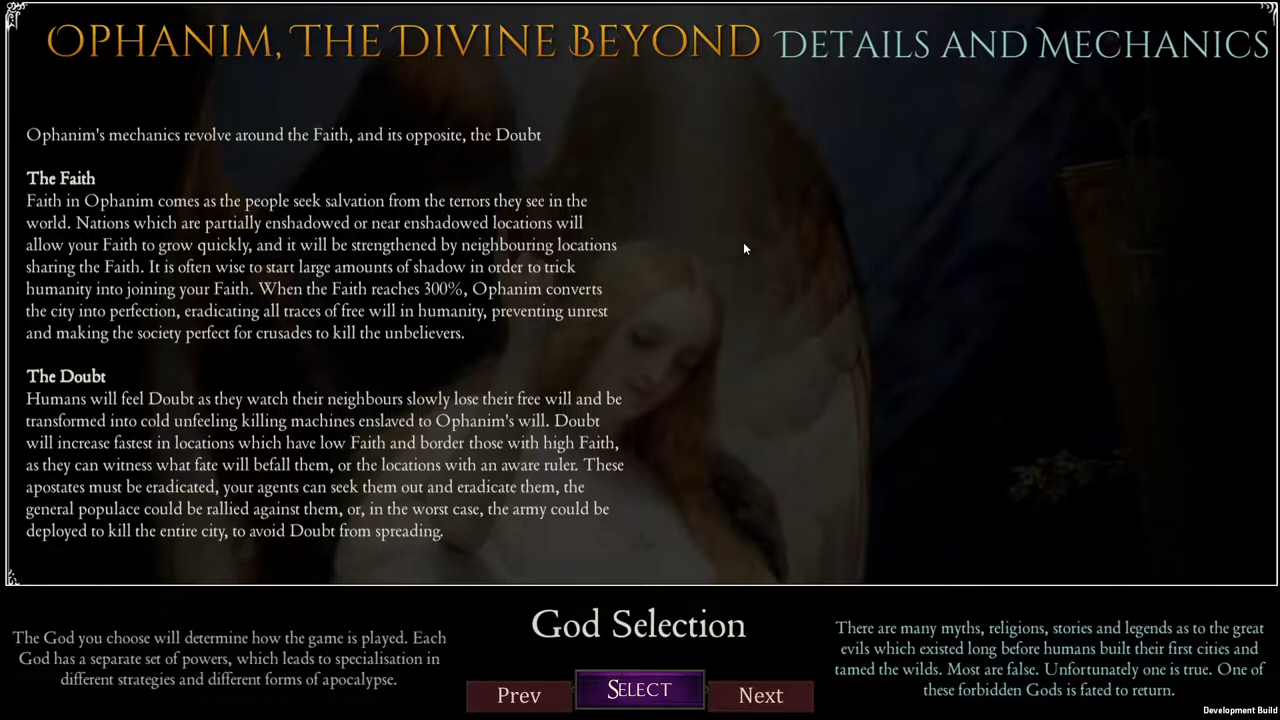 OPHANIM, THE DIVINE BEYOND DETAILS AND MECHANICS
Ophanim's mechanics revolve around the Faith, and its opposite, the Doubt
The Faith
Faith in Ophanim comes as the people seek salvation from the terrors they see in the
world. Nations which are partially enshadowed or near enshadowed locations will
allow your Faith to grow quickly, and it will be strengthened by neighbouring locations
sharing the Faith. It is often wise to start large amounts of shadow in order to trick
humanity into joining your Faith. When the Faith reaches 300%, Ophanim converts
the city into perfection, eradicating all traces of free will in humanity, preventing unrest
and making the society perfect for crusades to kill the unbelievers.
The Doubt
Humans will feel Doubt as they watch their neighbours slowly lose their free will and be
transformed into cold unfeeling killing machines enslaved to Ophanim's will. Doubt
will increase fastest in locations which have low Faith and border those with high Faith,
as they can witness what fate will befall them, or the locations with an aware ruler. These
apostates must be eradicated, your agents can seek them out and eradicate them, the
general populace could be rallied against them, or, in the worst case, the army could be
deployed to kill the entire city, to avoid Doubt from spreading.
God Selection
The God you choose will determine how the game is played. Each
God has a separate set of powers, which leads to specialisation in
different strategies and different forms of apocalypse.
Prev
SELECT
Next
There are many myths, religions, stories and legends as to the great
evils which existed long before humans built their first cities and
tamed the wilds. Most are false. Unfortunately one is true. One of
these forbidden Gods is fated to return.
Development Build